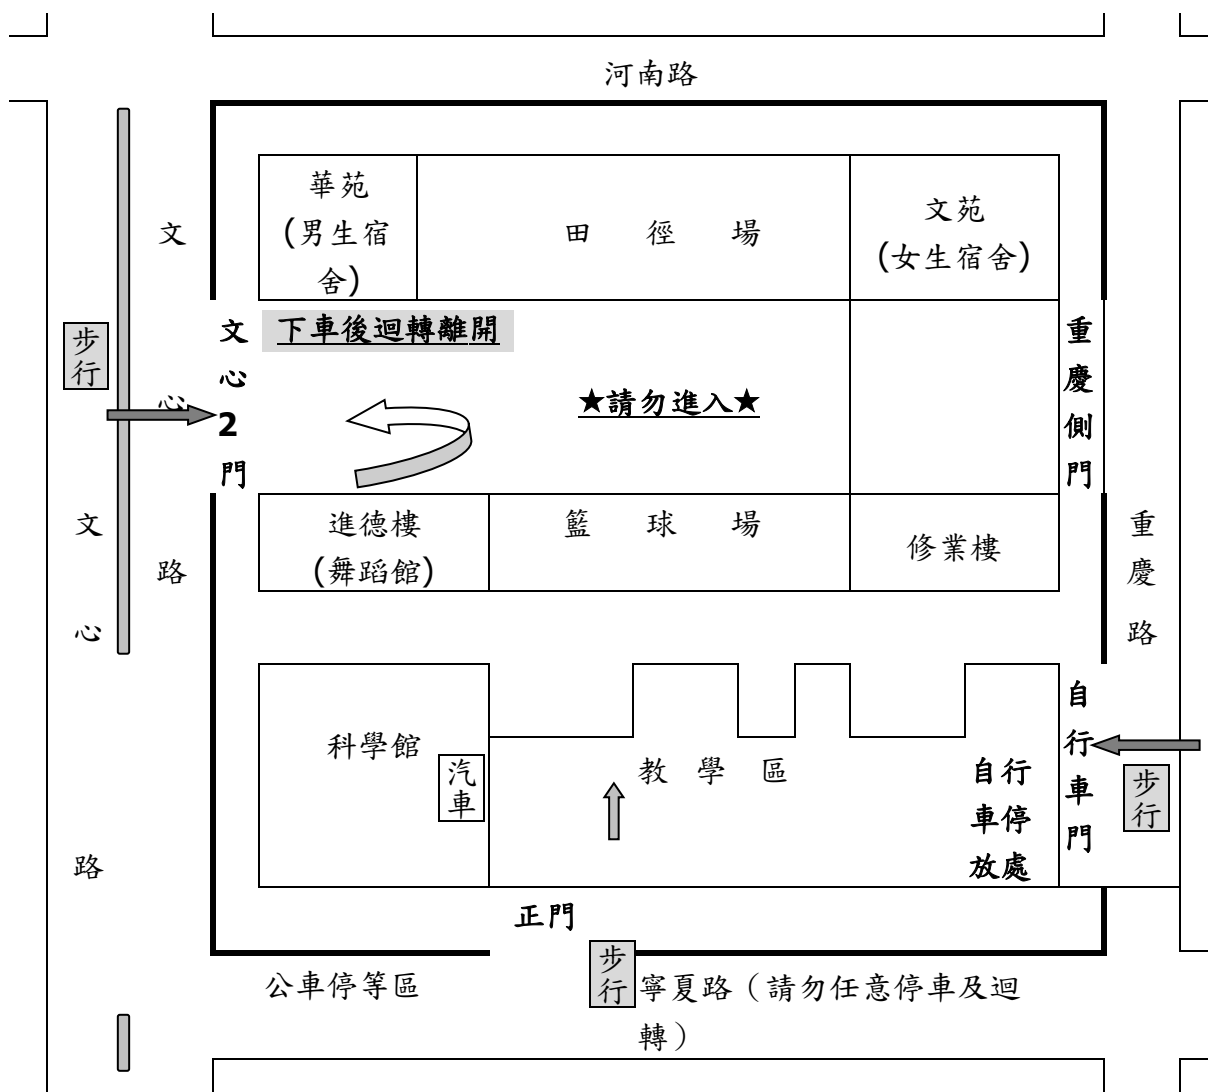 河南路
華苑
(男生宿
舍)
田 徑 場
文苑
(女生宿舍)
文
心
路
步
行
文
心
2
門
下車後迴轉離開
★請勿進入★
重
慶
側
門
文
心
路
進德樓
(舞蹈館)
籃 球 場
修業樓
重
慶
路
科學館
汽
車
教 學 區
自行
車停
放處
自
行
車
門
步
行
正門
公車停等區
步
行
寧夏路（請勿任意停車及迴
轉）